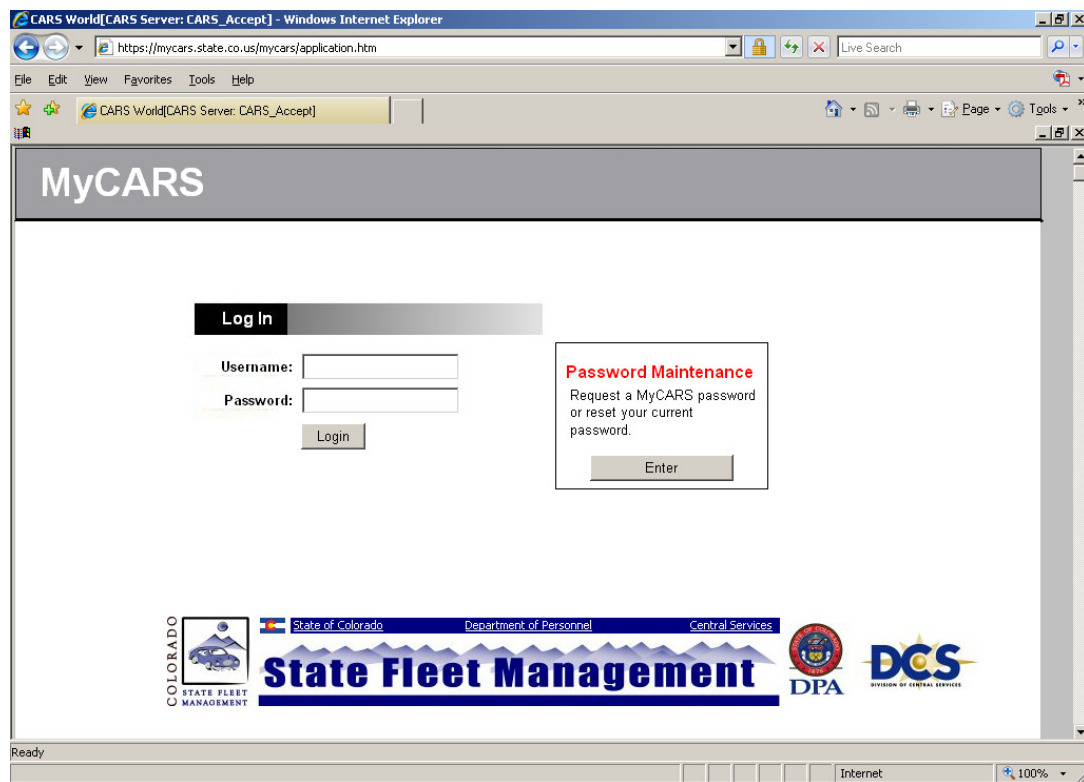 CARS World[CARS Server: CARS_Accept] - Windows Internet Explorer
https://mycars.state.co.us/mycars/application.htm
Live Search
File Edit View Favorites Tools Help
CARS World[CARS Server: CARS_Accept]
Page Tools
MyCARS
Log In
Username:
Password:
Login
Password Maintenance
Request a MyCARS password
or reset your current
password.
Enter
COLORADO
STATE FLEET
MANAGEMENT
State of Colorado Department of Personnel Central Services
State Fleet Management
DPA
DCS
DIVISION OF CENTRAL SERVICES
Ready
Internet 100%